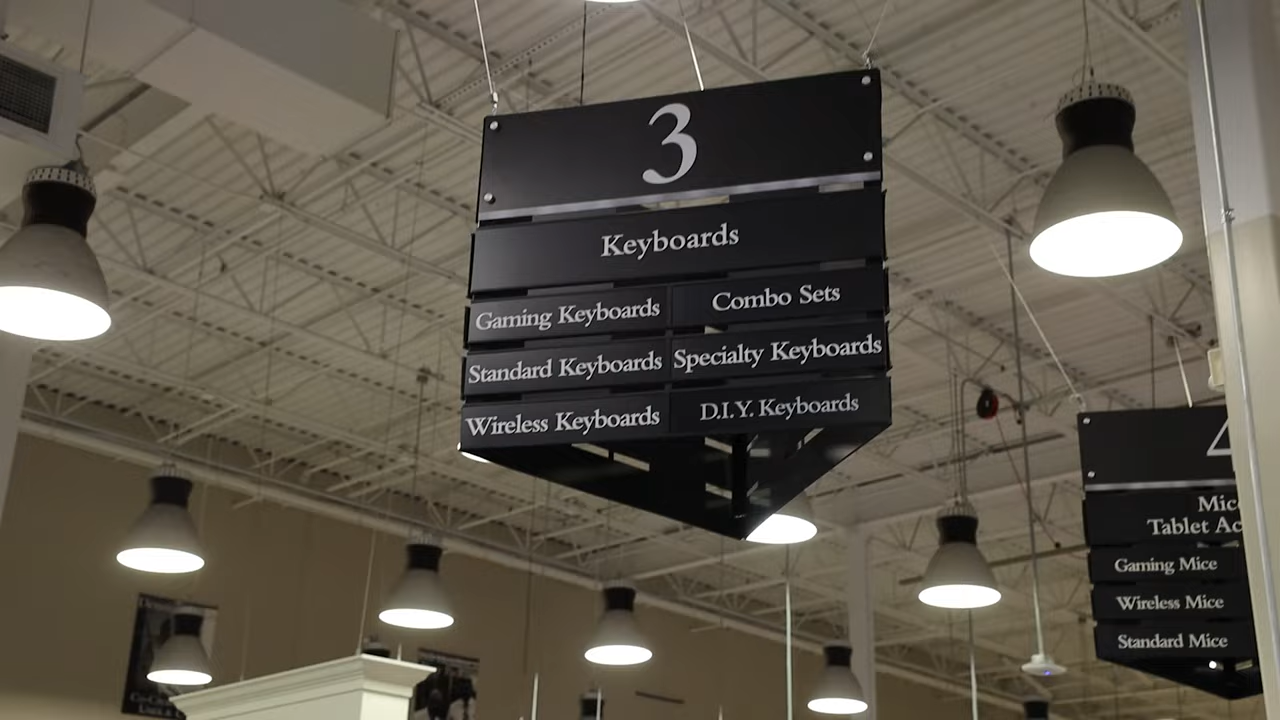 3
Keyboards
Gaming Keyboards
Combo Sets
Standard Keyboards
Specialty Keyboards
Wireless Keyboards
D.I.Y. Keyboards
Tablet
Gaming Mice
Wireless Mice
Standard Mice